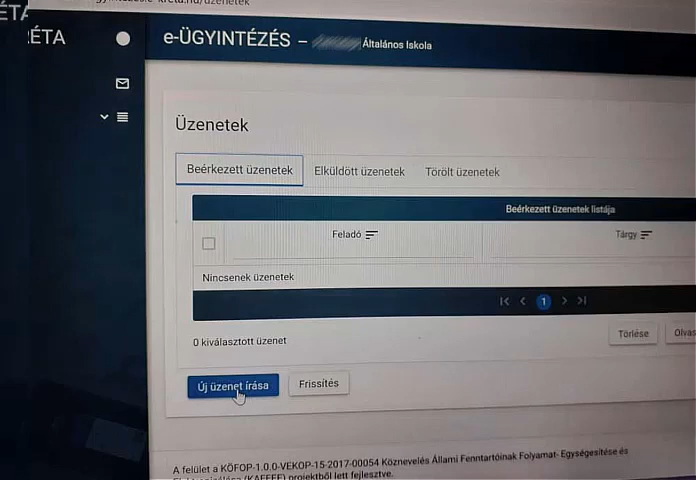 ÉTA
e-ÜGYINTÉZÉS – Általános Iskola
Üzenetek
Beérkezett üzenetek Elküldött üzenetek Törölt üzenetek
Beérkezett üzenetek listája
Feladó Tárgy
Nincsenek üzenetek
1
0 kiválasztott üzenet Törlése Olvas
Új üzenet írása Frissítés
A felület a KÖFOP-1.0.0-VEKOP-15-2017-00054 Köznevelés Állami Fenntartóinak Folyamat- Egységesítése és
(KAFFEE) projektből lett fejlesztve.